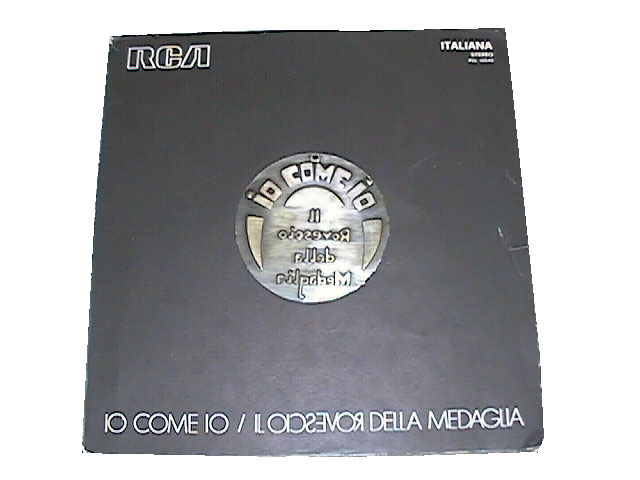 RCA
ITALIANA
STEREO
IO COME IO
Il
Rovescio
della
Medaglia
IO COME IO / IL ROVESCIO DELLA MEDAGLIA